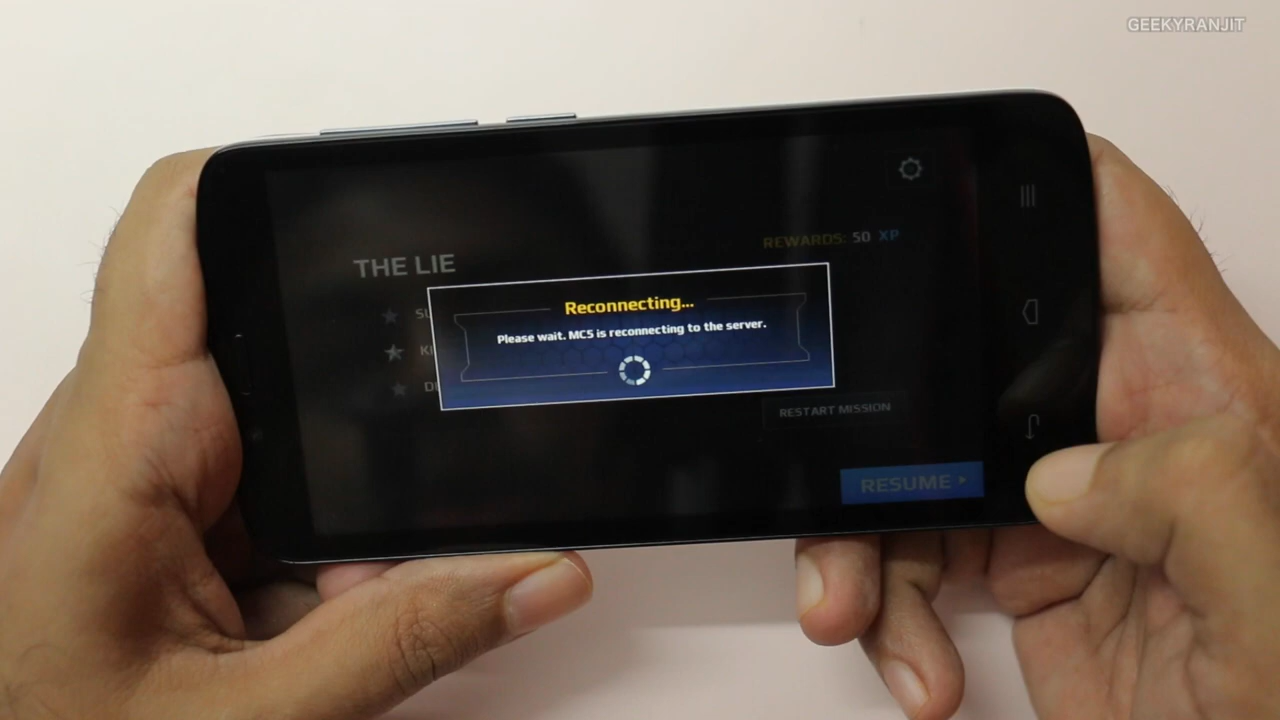 GEEKYRANJIT
REWARDS: 50 XP
THE LIE
Reconnecting...
Please wait. MC5 is reconnecting to the server.
RESTART MISSION
RESUME